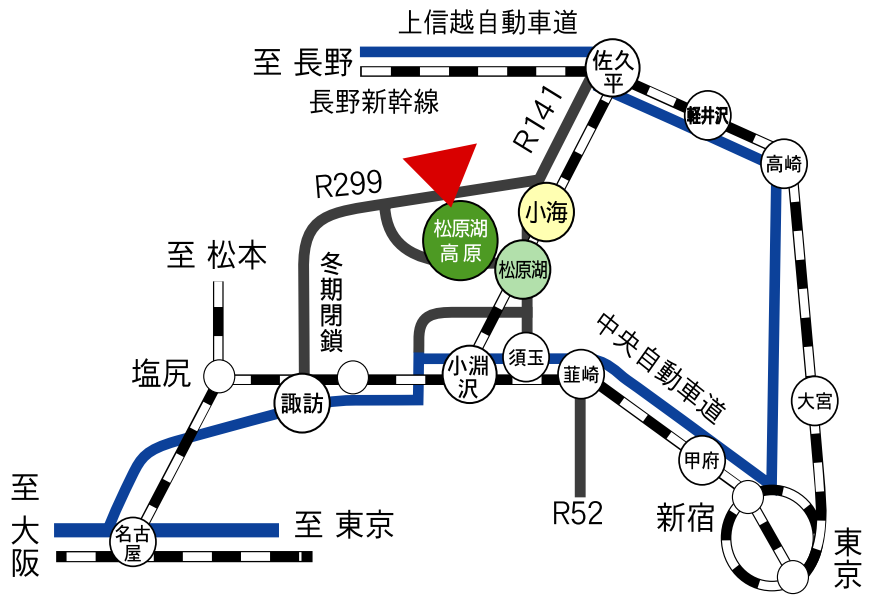 上信越自動車道
至 長野
長野新幹線
佐久
平
軽井沢
高崎
R141
R299
小海
松原湖
高原
松原湖
至 松本
冬期閉鎖
中央自動車道
塩尻
諏訪
小淵
沢
須玉
韮崎
大宮
甲府
新宿
R52
至 大阪
名古
屋
至 東京
東京